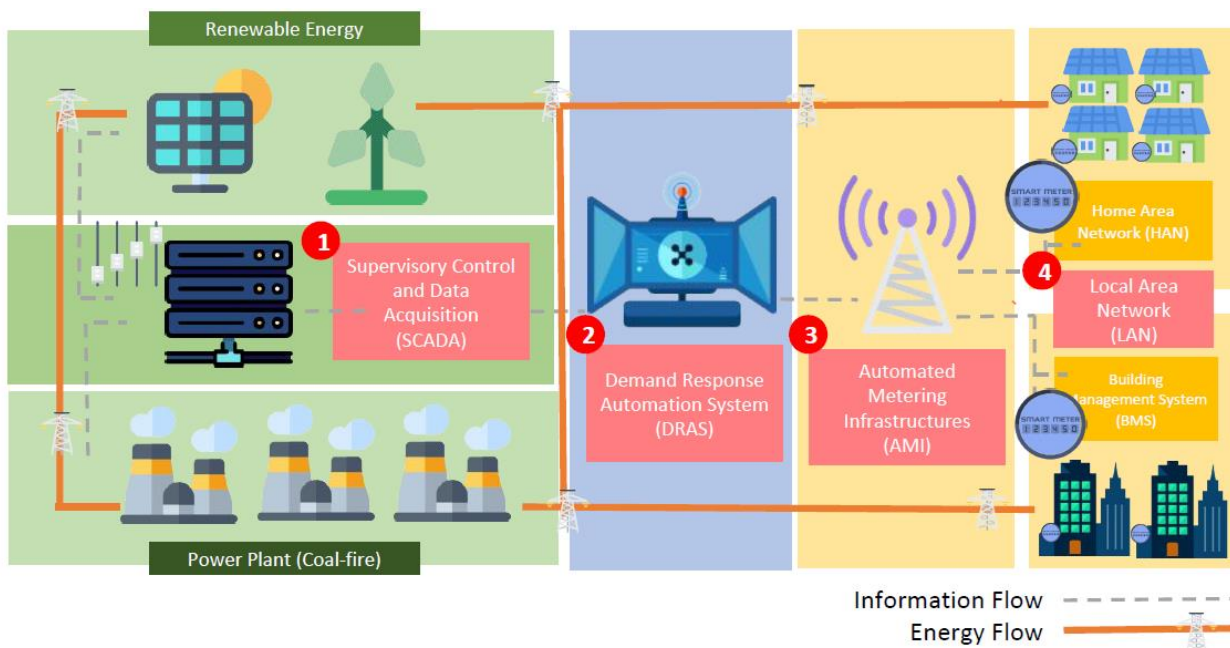 Renewable Energy
1
Supervisory Control
and Data
Acquisition
(SCADA)
2
Demand Response
Automation System
(DRAS)
3
Automated
Metering
Infrastructures
(AMI)
SMART METER
123450
Home Area
Network (HAN)
4
Local Area
Network
(LAN)
Building
Management System
(BMS)
SMART METER
123450
Power Plant (Coal-fire)
Information Flow
Energy Flow